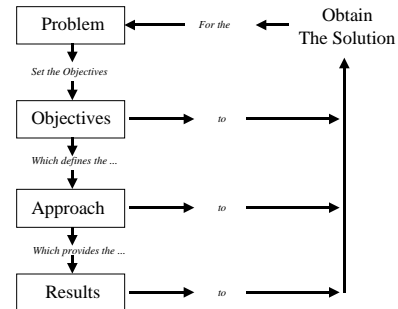 Problem
For the
Obtain
The Solution
Set the Objectives
Objectives
to
Which defines the ...
Approach
to
Which provides the ...
Results
to